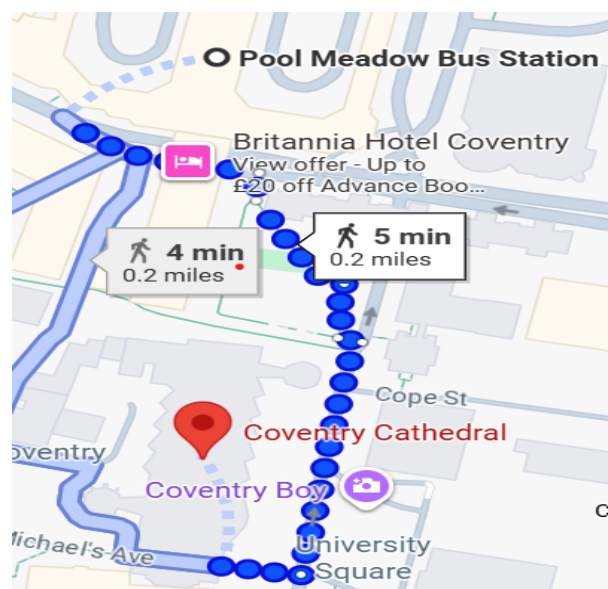 Pool Meadow Bus Station
Britannia Hotel Coventry
View offer - Up to
£20 off Advance Boo...
5 min
0.2 miles
4 min
0.2 miles
Cope St
Coventry Cathedral
oventry
Coventry Boy
C
University
Square
Michael's Ave